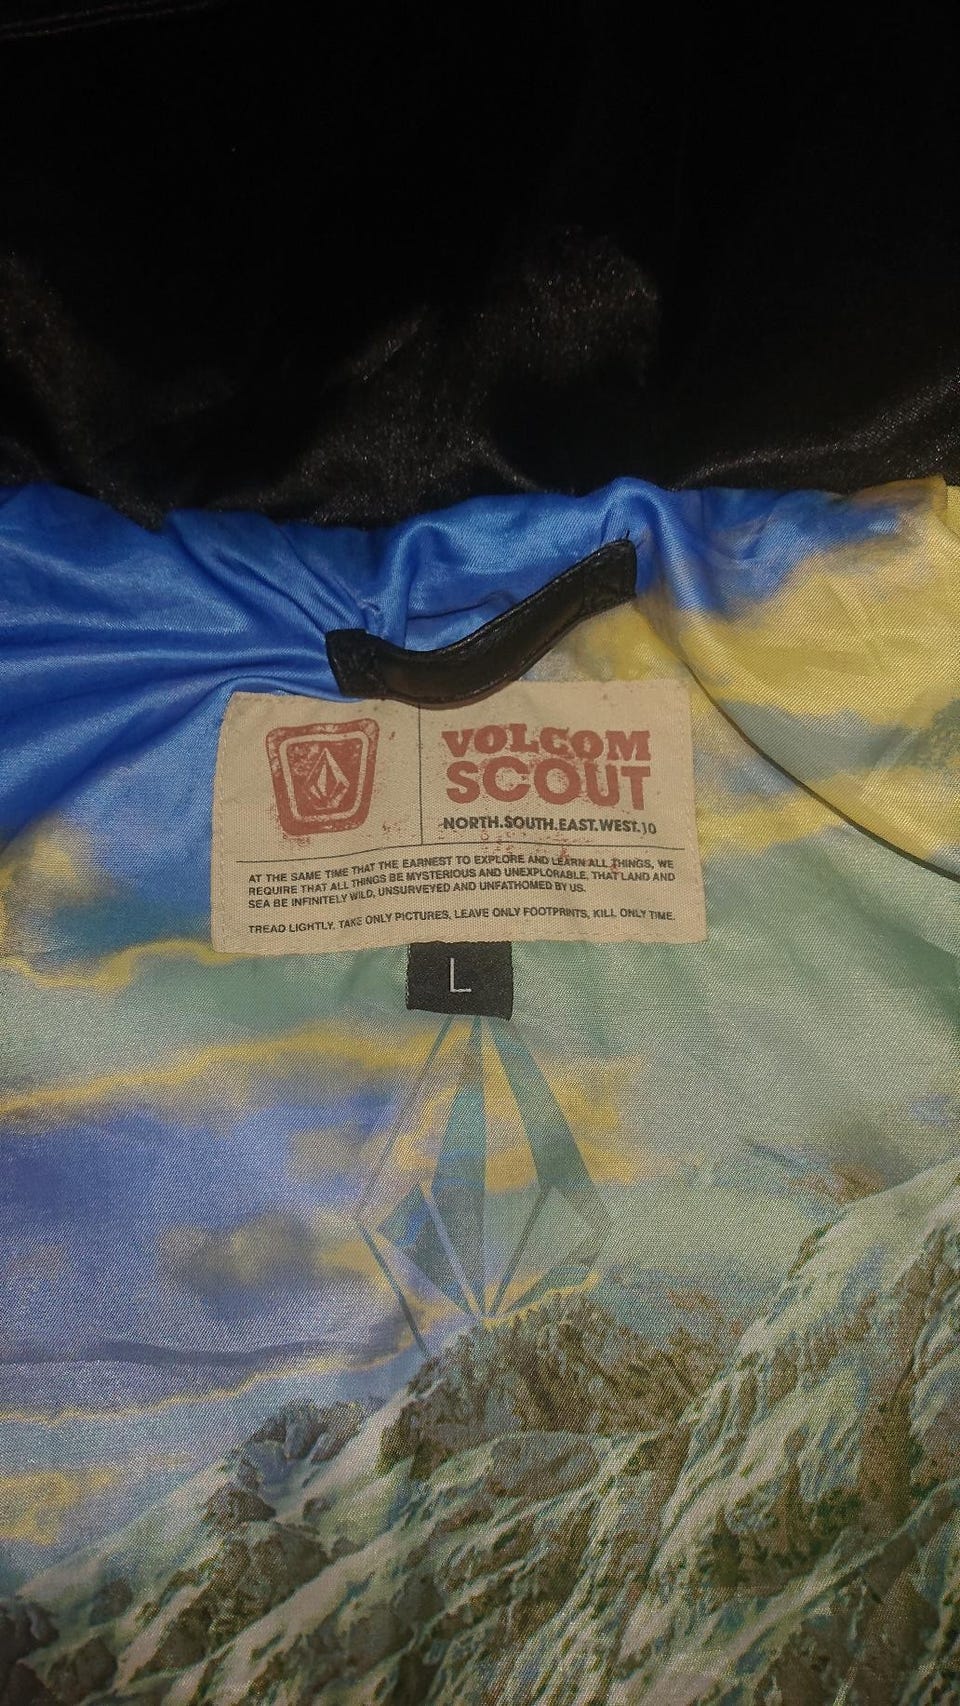 VOLCOM
SCOUT
NORTH.SOUTH.EAST.WEST.10
AT THE SAME TIME THAT THE EARNEST TO EXPLORE AND LEARN ALL THINGS, WE
REQUIRE THAT ALL THINGS BE MYSTERIOUS AND UNEXPLORABLE, THAT LAND AND
SEA BE INFINITELY WILD, UNSURVEYED AND UNFATHOMED BY US.
TREAD LIGHTLY. TAKE ONLY PICTURES, LEAVE ONLY FOOTPRINTS, KILL ONLY TIME.
L